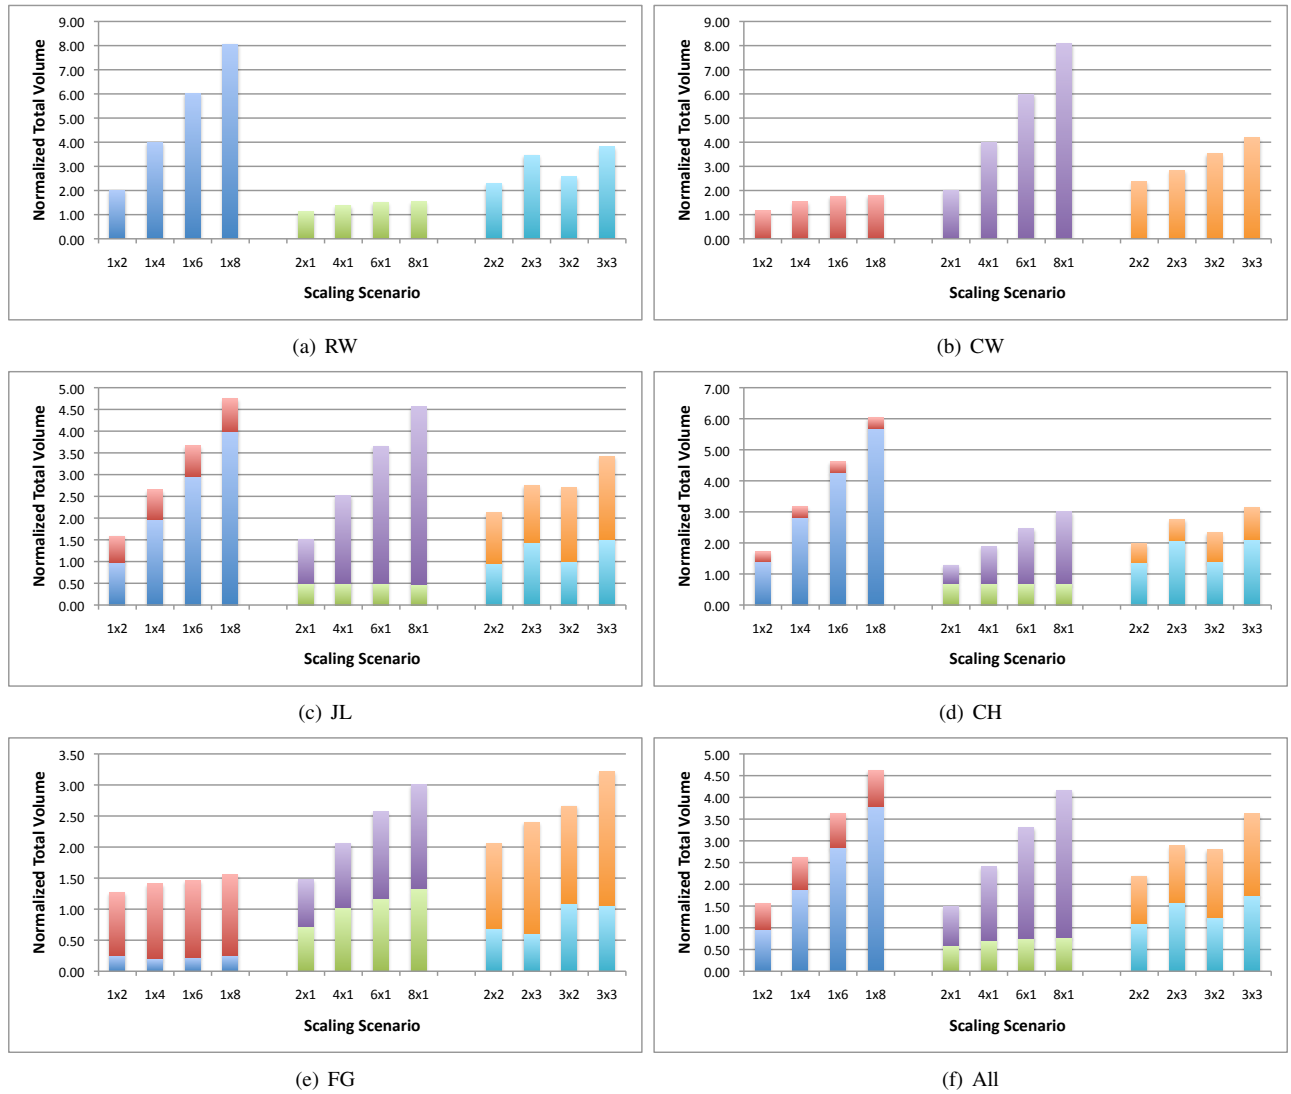 Normalized Total Volume
9.00
8.00
7.00
6.00
5.00
4.00
3.00
2.00
1.00
0.00
1x2 1x4 1x6 1x8 2x1 4x1 6x1 8x1 2x2 2x3 3x2 3x3
Scaling Scenario
(a) RW
Normalized Total Volume
9.00
8.00
7.00
6.00
5.00
4.00
3.00
2.00
1.00
0.00
1x2 1x4 1x6 1x8 2x1 4x1 6x1 8x1 2x2 2x3 3x2 3x3
Scaling Scenario
(b) CW
Normalized Total Volume
5.00
4.50
4.00
3.50
3.00
2.50
2.00
1.50
1.00
0.50
0.00
1x2 1x4 1x6 1x8 2x1 4x1 6x1 8x1 2x2 2x3 3x2 3x3
Scaling Scenario
(c) JL
Normalized Total Volume
7.00
6.00
5.00
4.00
3.00
2.00
1.00
0.00
1x2 1x4 1x6 1x8 2x1 4x1 6x1 8x1 2x2 2x3 3x2 3x3
Scaling Scenario
(d) CH
Normalized Total Volume
3.50
3.00
2.50
2.00
1.50
1.00
0.50
0.00
1x2 1x4 1x6 1x8 2x1 4x1 6x1 8x1 2x2 2x3 3x2 3x3
Scaling Scenario
(e) FG
Normalized Total Volume
5.00
4.50
4.00
3.50
3.00
2.50
2.00
1.50
1.00
0.50
0.00
1x2 1x4 1x6 1x8 2x1 4x1 6x1 8x1 2x2 2x3 3x2 3x3
Scaling Scenario
(f) All